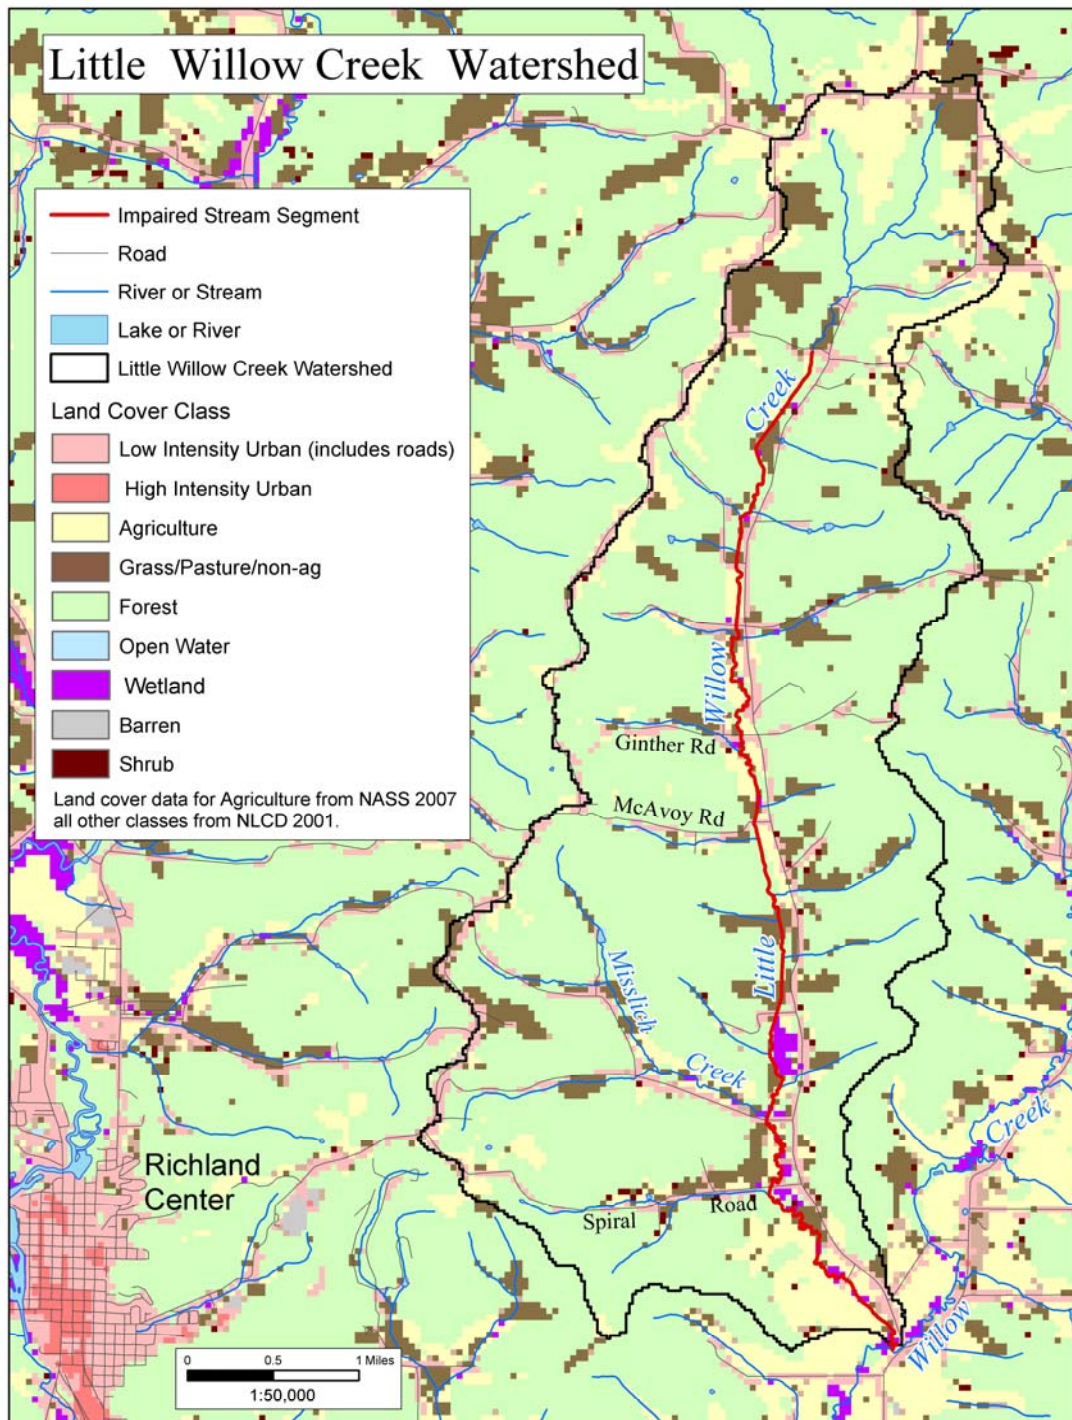 Little Willow Creek Watershed
Impaired Stream Segment
Road
River or Stream
Lake or River
Little Willow Creek Watershed
Land Cover Class
Low Intensity Urban (includes roads)
High Intensity Urban
Agriculture
Grass/Pasture/non-ag
Forest
Open Water
Wetland
Barren
Shrub
Land cover data for Agriculture from NASS 2007
all other classes from NLCD 2001.
Creek
Willow
Ginther Rd
McAvoy Rd
Little
Misslich
Creek
Creek
Richland
Center
Spiral
Road
Willow
0 0.5 1 Miles
1:50,000